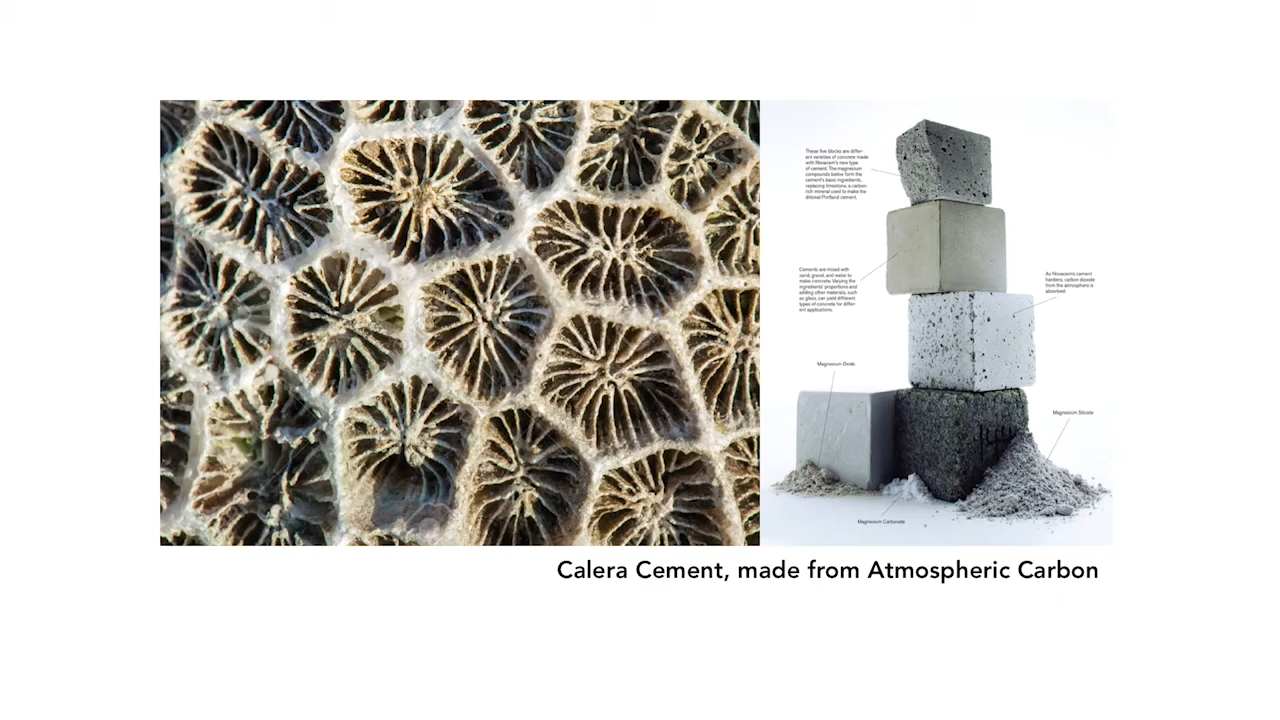 These five blocks are differ-
ent varieties of concrete made
with Novacem's new type
of cement. The magnesium
compounds below form the
cement's basic ingredients,
replacing limestone, a carbon-
rich mineral used to make tra-
ditional Portland cement.
Cements are mixed with
sand, gravel, and water to
make concrete. Varying the
ingredients' proportions and
adding other materials, such
as glass, can yield different
types of concrete for differ-
ent applications.
As Novacem's cement
hardens, carbon dioxide
from the atmosphere is
absorbed.
Magnesium Oxide
Magnesium Silicate
Magnesium Carbonate
Calera Cement, made from Atmospheric Carbon